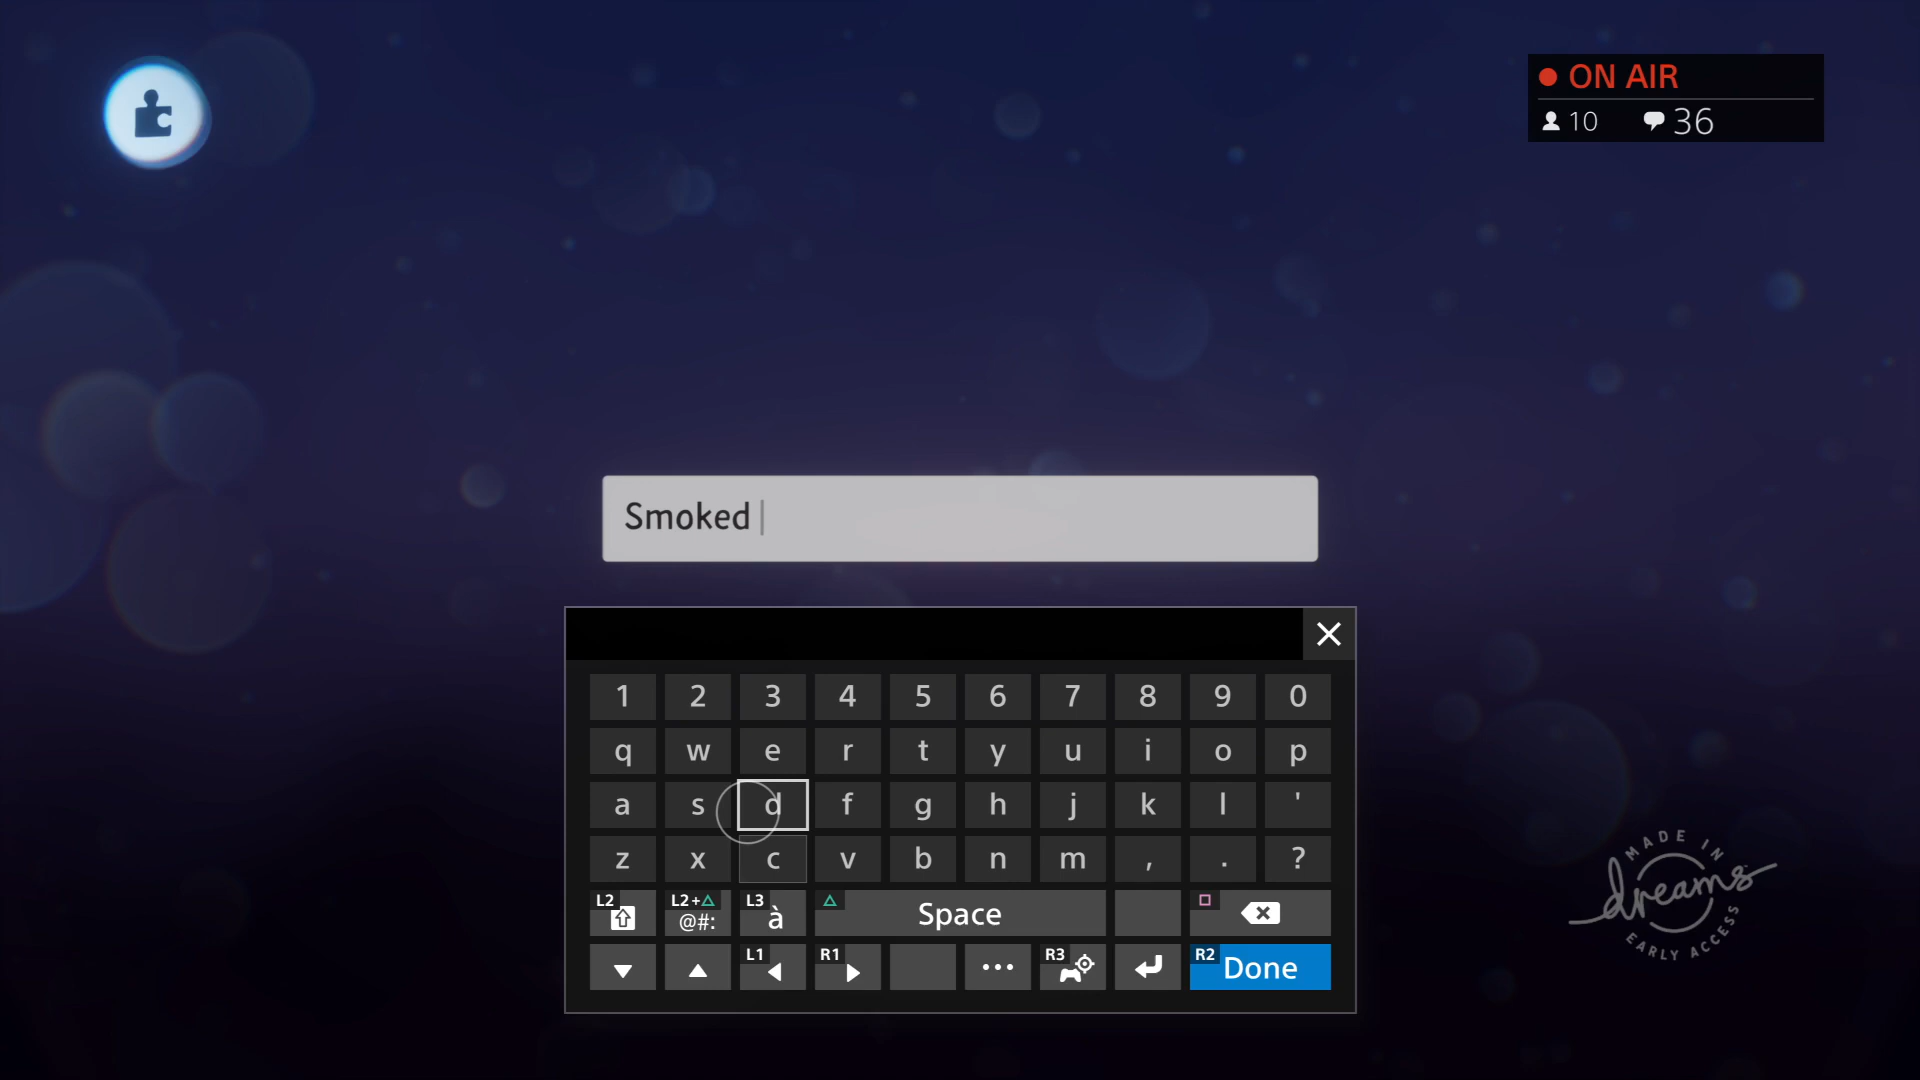 ON AIR
10 36
Smoked
1 2 3 4 5 6 7 8 9 0
q w e r t y u i o p
a s d f g h j k l '
z x c v b n m , . ?
L2 L2+△ @#: L3 à △ Space □
L1 R1 ... R3 R2 Done
MADE IN
dreams™
EARLY ACCESS